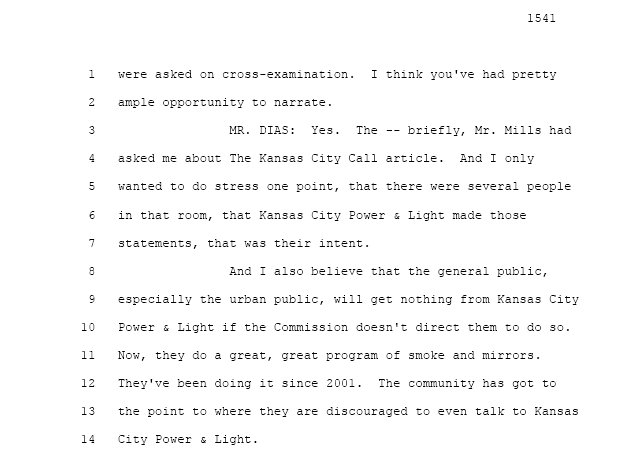 1541
1 were asked on cross-examination. I think you've had pretty
2 ample opportunity to narrate.
3 MR. DIAS: Yes. The -- briefly, Mr. Mills had
4 asked me about The Kansas City Call article. And I only
5 wanted to do stress one point, that there were several people
6 in that room, that Kansas City Power & Light made those
7 statements, that was their intent.
8 And I also believe that the general public,
9 especially the urban public, will get nothing from Kansas City
10 Power & Light if the Commission doesn't direct them to do so.
11 Now, they do a great, great program of smoke and mirrors.
12 They've been doing it since 2001. The community has got to
13 the point to where they are discouraged to even talk to Kansas
14 City Power & Light.